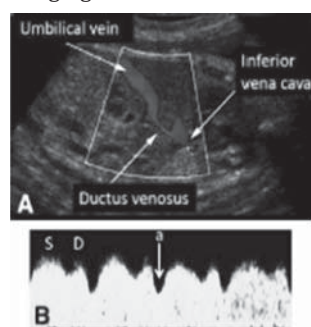 Umbilical vein
Inferior
vena cava
Ductus venosus
A
S D a
B